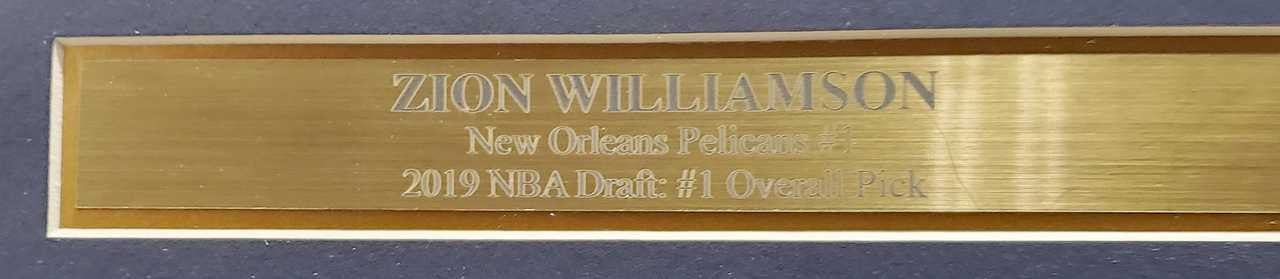 ZION WILLIAMSON
New Orleans Pelicans #1
2019 NBA Draft: #1 Overall Pick